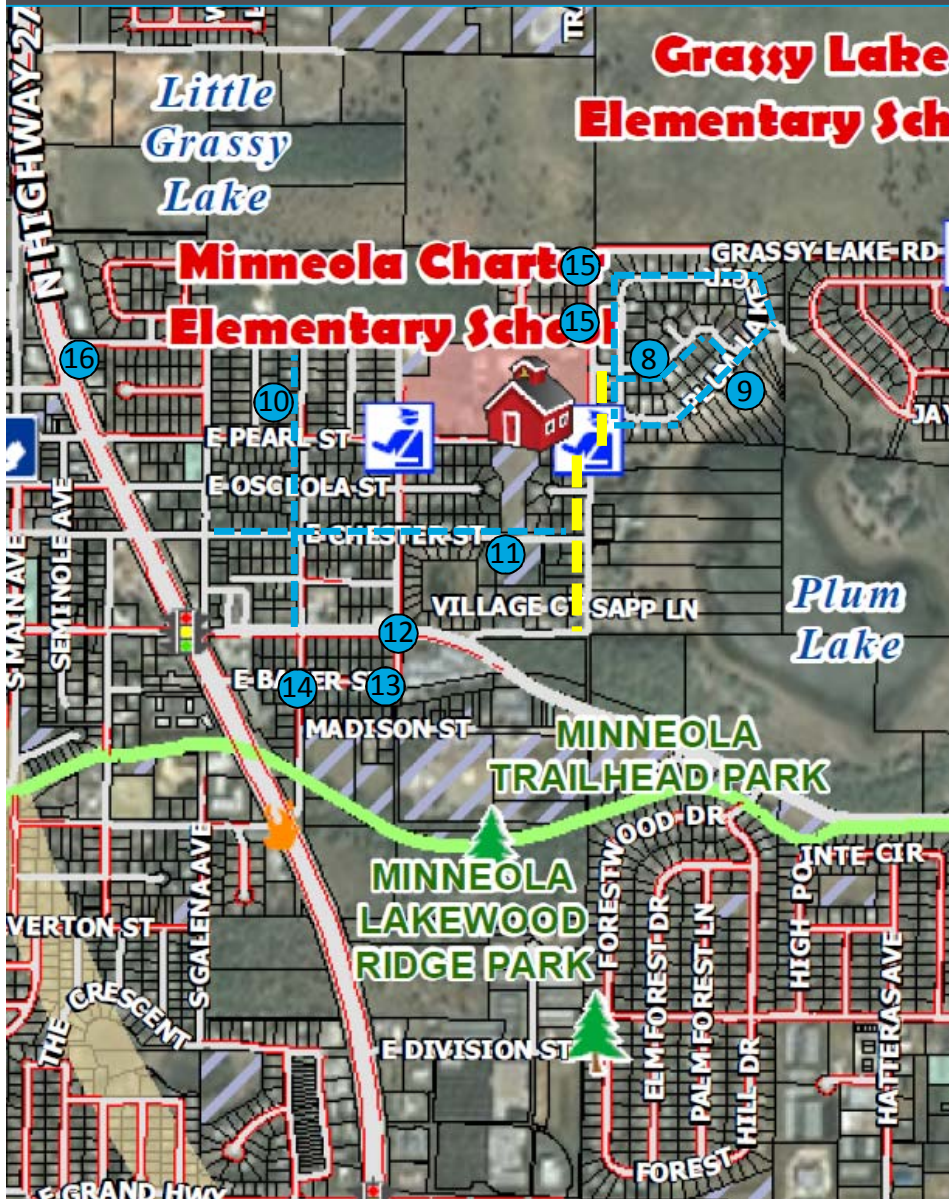 N HIGHWAY 27
TRA
Little
Grassy
Lake
Grassy Lake
Elementary Sch
Minneola Charter
Elementary School
15
GRASSY LAKE RD
15
16
8
9
10
E PEARL ST
JAY
E OSCEOLA ST
SEMINOLE AVE
S MAIN AVE
E CHESTER ST
11
VILLAGE CT
SAPP LN
Plum
Lake
12
E BAKER ST
14
13
MADISON ST
MINNEOLA
TRAILHEAD PARK
FORESTWOOD DR
INTE CIR
HIGH PO
S GALENA AVE
MINNEOLA
LAKEWOOD
RIDGE PARK
VERTON ST
THE CRESCENT
ELM FOREST DR
PALM FOREST LN
HATTERAS AVE
E DIVISION ST
FOREST HILL DR
E GRAND HWY